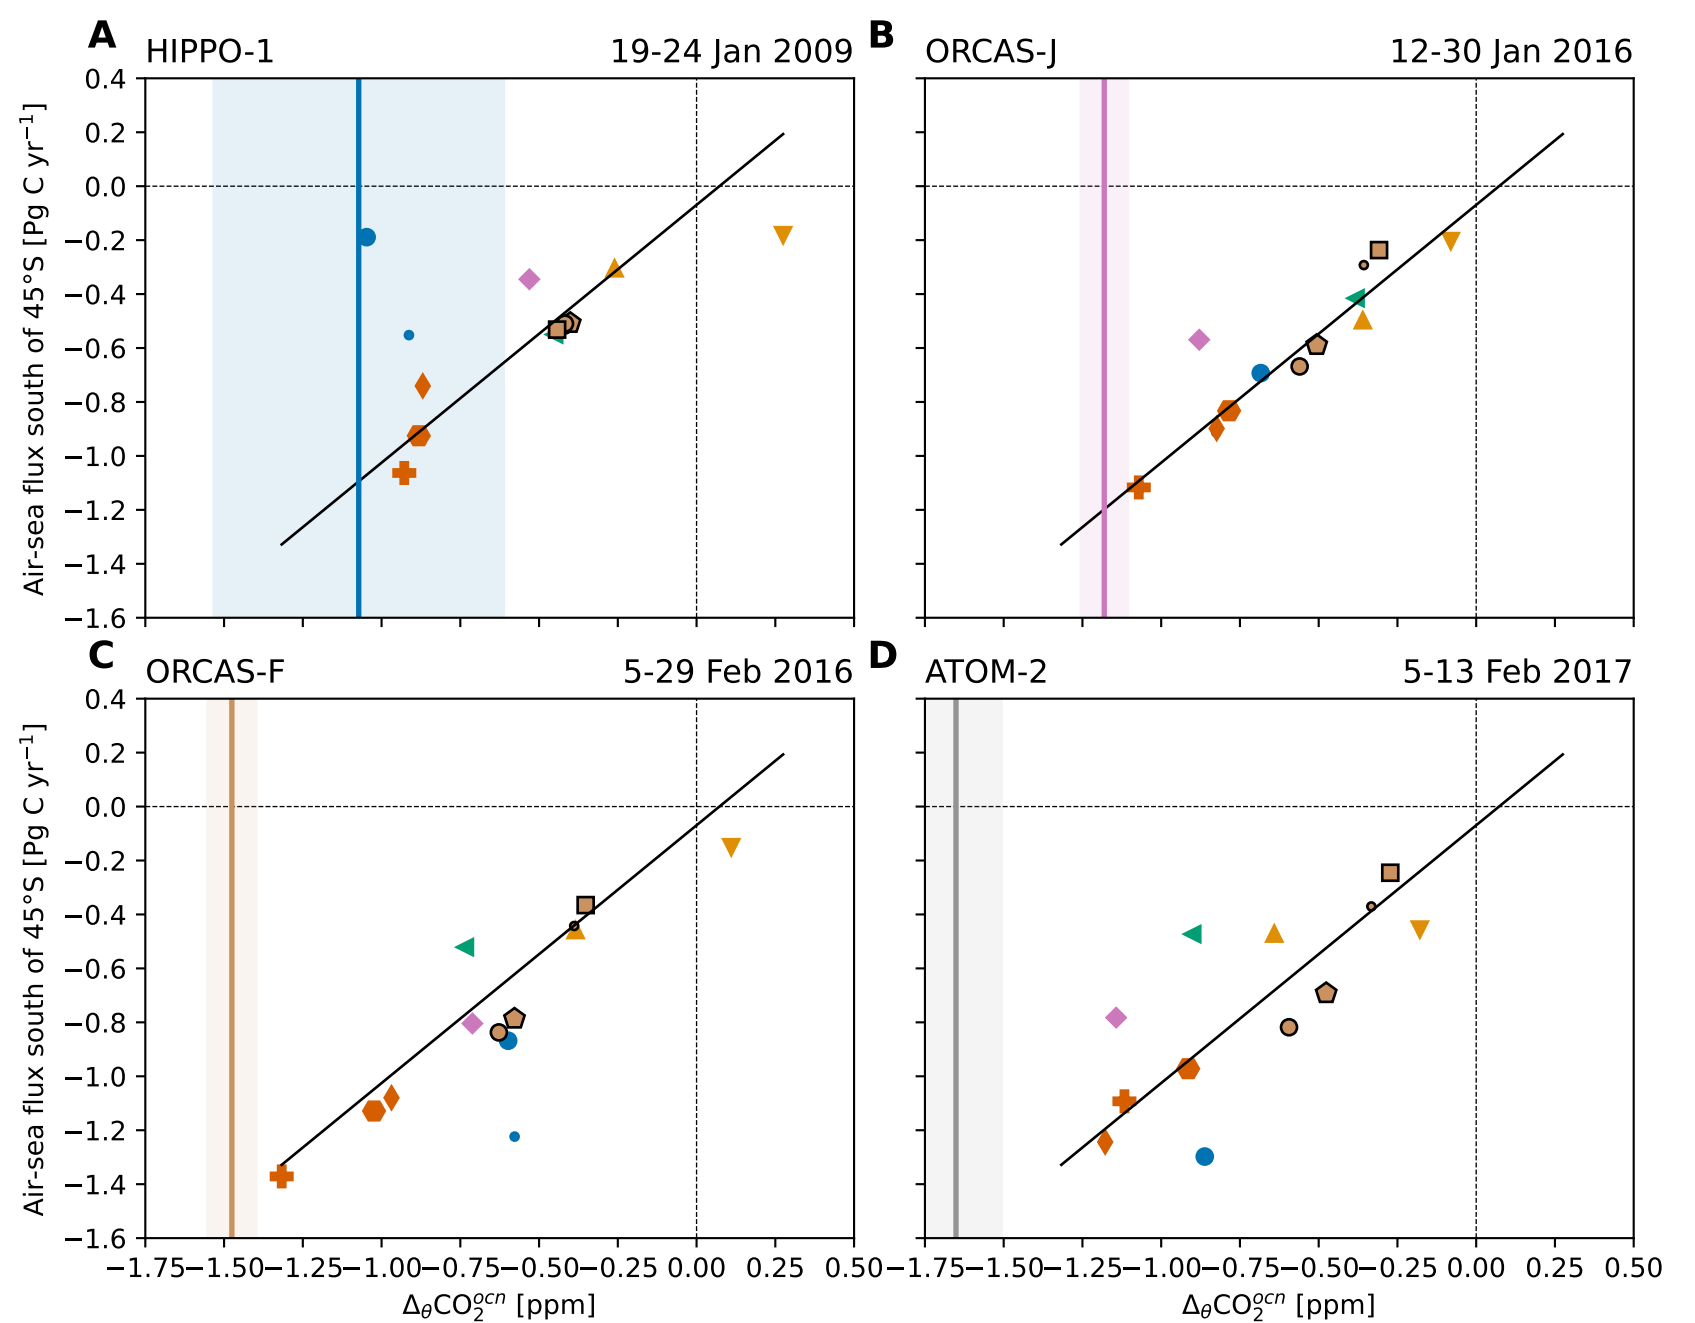 A
HIPPO-1 19-24 Jan 2009
B
ORCAS-J 12-30 Jan 2016
0.4
0.2
0.0
−0.2
−0.4
−0.6
−0.8
−1.0
−1.2
−1.4
−1.6
Air-sea flux south of 45°S [Pg C yr⁻¹]
C
ORCAS-F 5-29 Feb 2016
D
ATOM-2 5-13 Feb 2017
0.4
0.2
0.0
−0.2
−0.4
−0.6
−0.8
−1.0
−1.2
−1.4
−1.6
Air-sea flux south of 45°S [Pg C yr⁻¹]
−1.75 −1.50 −1.25 −1.00 −0.75 −0.50 −0.25 0.00 0.25 0.50
−1.75 −1.50 −1.25 −1.00 −0.75 −0.50 −0.25 0.00 0.25 0.50
Δ_θCO₂^ocn [ppm]
Δ_θCO₂^ocn [ppm]